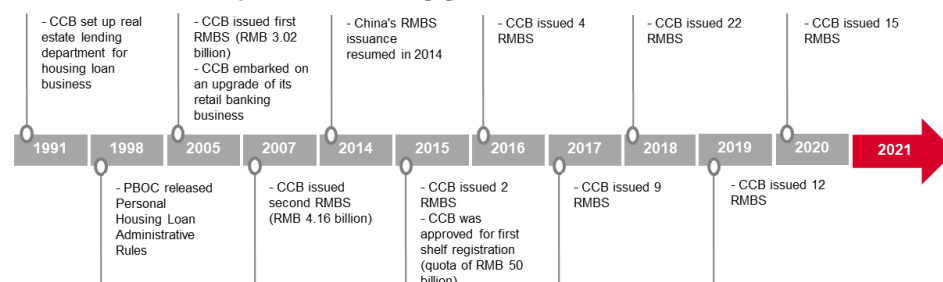 - CCB set up real
estate lending
department for
housing loan
business
- CCB issued first
RMBS (RMB 3.02
billion)
- CCB embarked on
an upgrade of its
retail banking
business
- China's RMBS
issuance
resumed in 2014
- CCB issued 4
RMBS
- CCB issued 22
RMBS
- CCB issued 15
RMBS
1991 1998 2005 2007 2014 2015 2016 2017 2018 2019 2020 2021
- PBOC released
Personal
Housing Loan
Administrative
Rules
- CCB issued
second RMBS
(RMB 4.16 billion)
- CCB issued 2
RMBS
- CCB was
approved for first
shelf registration
(quota of RMB 50
billion)
- CCB issued 9
RMBS
- CCB issued 12
RMBS